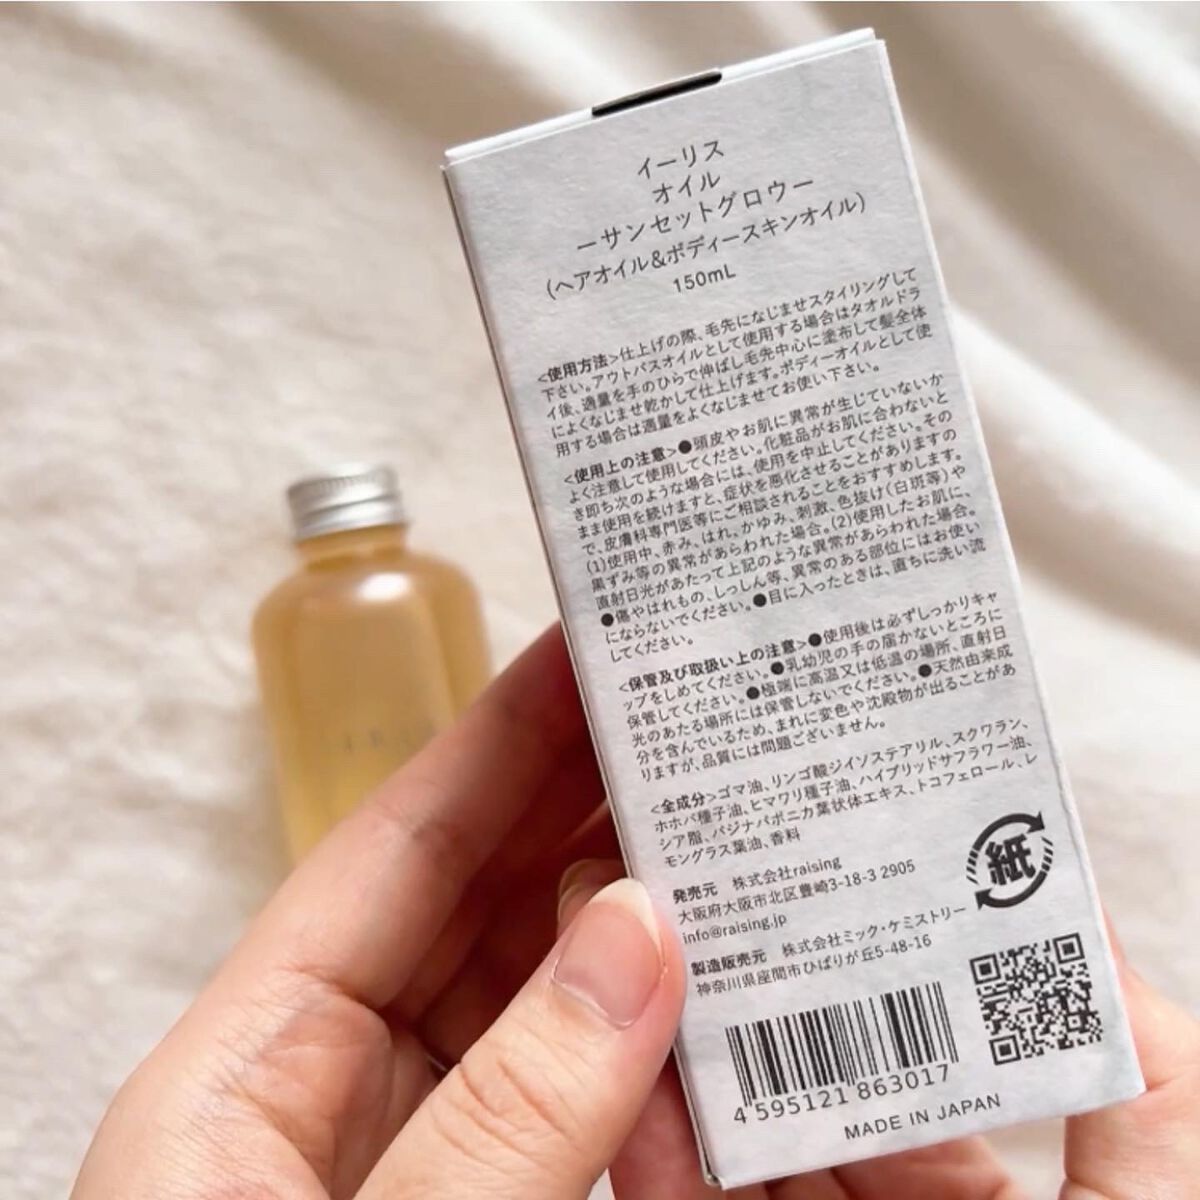 イーリス
オイル
ーサンセットグロウー
(ヘアオイル&ボディースキンオイル)
150mL
<使用方法>仕上げの際、毛先になじませスタイリングして
下さい。アウトバスオイルとして使用する場合はタオルドラ
イ後、適量を手のひらで伸ばし毛先中心に塗布して髪全体
によくなじませ乾かして仕上げます。ボディーオイルとして使
用する場合は適量をよくなじませてお使い下さい。
<使用上の注意>●頭皮やお肌に異常が生じていないか
よく注意して使用してください。化粧品がお肌に合わないと
き即ち次のような場合には、使用を中止してください。その
まま使用を続けますと、症状を悪化させることがありますの
で、皮膚科専門医等にご相談されることをおすすめします。
(1)使用中、赤み、はれ、かゆみ、刺激、色抜け(白斑等)や
黒ずみ等の異常があらわれた場合。(2)使用したお肌に、
直射日光があたって上記のような異常があらわれた場合。
●傷やはれもの、しっしん等、異常のある部位にはお使い
にならないでください。●目に入ったときは、直ちに洗い流
してください。
<保管及び取扱い上の注意>●使用後は必ずしっかりキャ
ップをしめてください。●乳幼児の手の届かないところに
保管してください。●極端に高温又は低温の場所、直射日
光のあたる場所には保管しないでください。●天然由来成
分を含んでいるため、まれに変色や沈殿物が出ることがあ
りますが、品質には問題ございません。
<全成分>ゴマ油、リンゴ酸ジイソステアリル、スクワラン、
ホホバ種子油、ヒマワリ種子油、ハイブリッドサフラワー油、
シア脂、パジナパボニカ葉状体エキス、トコフェロール、レ
モングラス葉油、香料
紙
発売元 株式会社raising
大阪府大阪市北区豊崎3-18-3 2905
info@raising.jp
製造販売元 株式会社ミック・ケミストリー
神奈川県座間市ひばりが丘5-48-16
4 595121 863017
MADE IN JAPAN